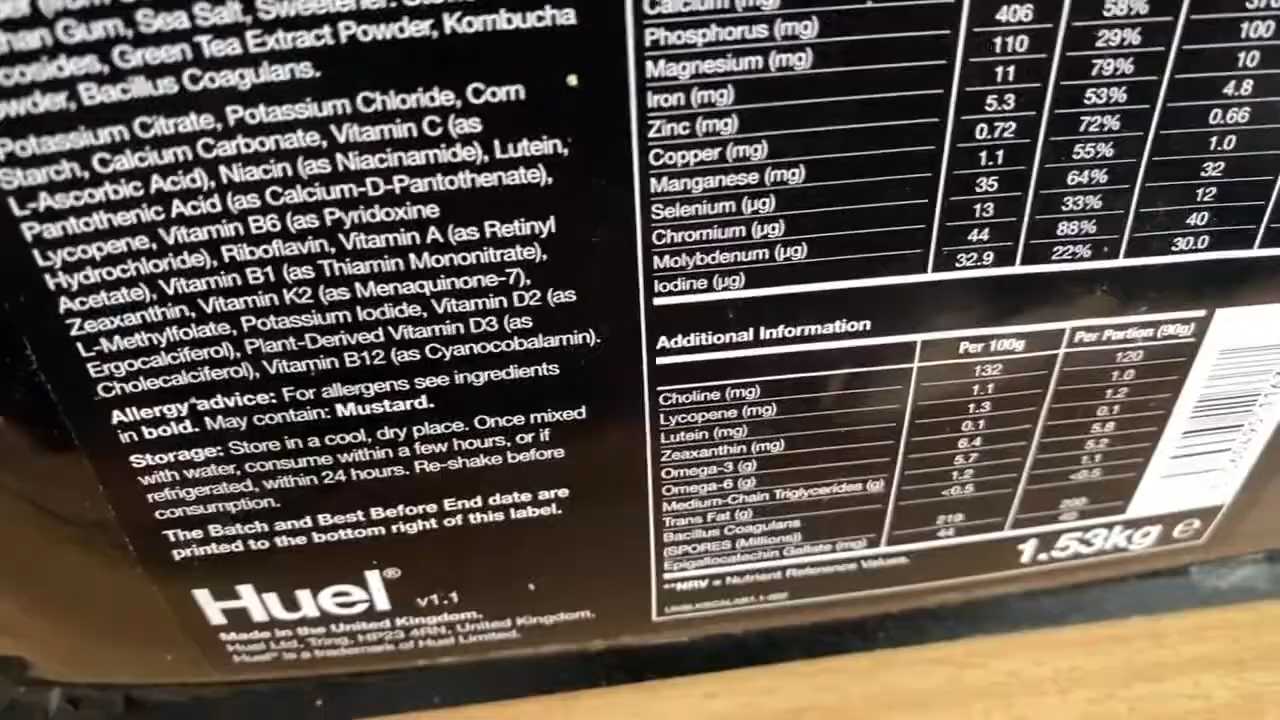 han Gum, Sea Salt, Sweetener:
cosides, Green Tea Extract Powder, Kombucha
owder, Bacillus Coagulans.
Potassium Citrate, Potassium Chloride, Corn
Starch, Calcium Carbonate, Vitamin C (as
L-Ascorbic Acid), Niacin (as Niacinamide), Lutein,
Pantothenic Acid (as Calcium-D-Pantothenate),
Lycopene, Vitamin B6 (as Pyridoxine
Hydrochloride), Riboflavin, Vitamin A (as Retinyl
Acetate), Vitamin B1 (as Thiamin Mononitrate),
Zeaxanthin, Vitamin K2 (as Menaquinone-7),
L-Methylfolate, Potassium Iodide, Vitamin D2 (as
Ergocalciferol), Plant-Derived Vitamin D3 (as
Cholecalciferol), Vitamin B12 (as Cyanocobalamin).
Allergy advice: For allergens see ingredients
in bold. May contain: Mustard.
Storage: Store in a cool, dry place. Once mixed
with water, consume within a few hours, or if
refrigerated, within 24 hours. Re-shake before
consumption.
The Batch and Best Before End date are
printed to the bottom right of this label.
Huel® v1.1
Made in the United Kingdom.
Huel Ltd, Tring, HP23 4RN, United Kingdom.
Huel® is a trademark of Huel Limited.
Calcium (mg)
Phosphorus (mg) 406 58%
Magnesium (mg) 110 29% 100
Iron (mg) 11 79% 10
Zinc (mg) 5.3 53% 4.8
Copper (mg) 0.72 72% 0.66
Manganese (mg) 1.1 55% 1.0
Selenium (µg) 35 64% 32
Chromium (µg) 13 33% 12
Molybdenum (µg) 44 88% 40
Iodine (µg) 32.9 22% 30.0
Additional Information
Per 100g Per Portion (90g)
Choline (mg) 132 120
Lycopene (mg) 1.1 1.0
Lutein (mg) 1.3 1.2
Zeaxanthin (mg) 0.1 0.1
Omega-3 (g) 6.4 5.8
Omega-6 (g) 5.7 5.2
Medium-Chain Triglycerides (g) 1.2 1.1
Trans Fat (g) <0.5 <0.5
Bacillus Coagulans
(SPORES (Millions))
Epigallocatechin Gallate (mg) 44
**NRV = Nutrient Reference Values.
1.53kg e